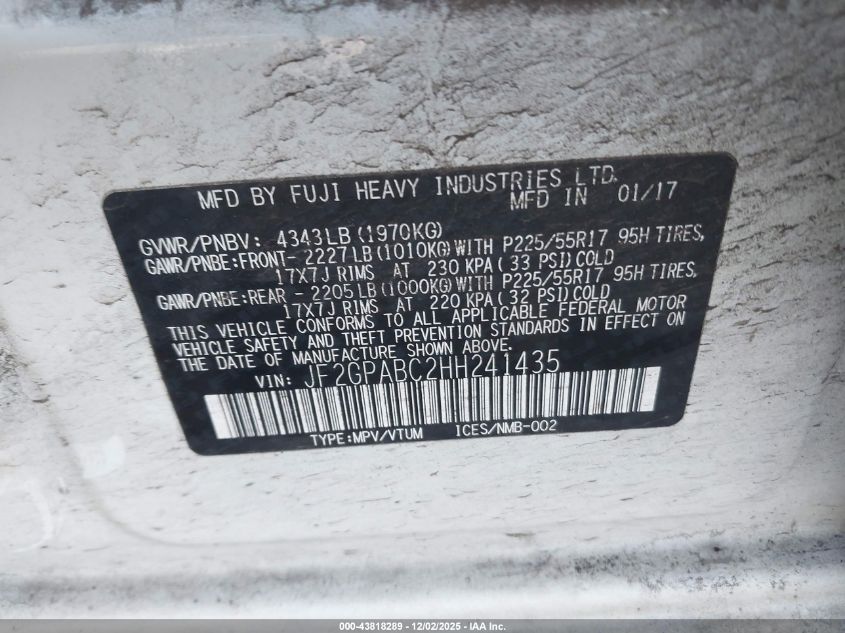 MFD BY FUJI HEAVY INDUSTRIES LTD.
MFD IN 01/17
GVWR/PNBV: 4343LB (1970KG)
GAWR/PNBE:FRONT- 2227LB(1010KG)WITH P225/55R17 95H TIRES,
17X7J RIMS AT 230 KPA (33 PSI)COLD
GAWR/PNBE:REAR - 2205LB(1000KG)WITH P225/55R17 95H TIRES,
17X7J RIMS AT 220 KPA (32 PSI)COLD
THIS VEHICLE CONFORMS TO ALL APPLICABLE FEDERAL MOTOR
VEHICLE SAFETY AND THEFT PREVENTION STANDARDS IN EFFECT ON
THE DATE OF MANUFACTURE SHOWN ABOVE.
VIN: JF2GPABC2HH241435
TYPE:MPV/VTUM ICES/NMB-002
000-43818289 - 12/02/2025 - IAA Inc.